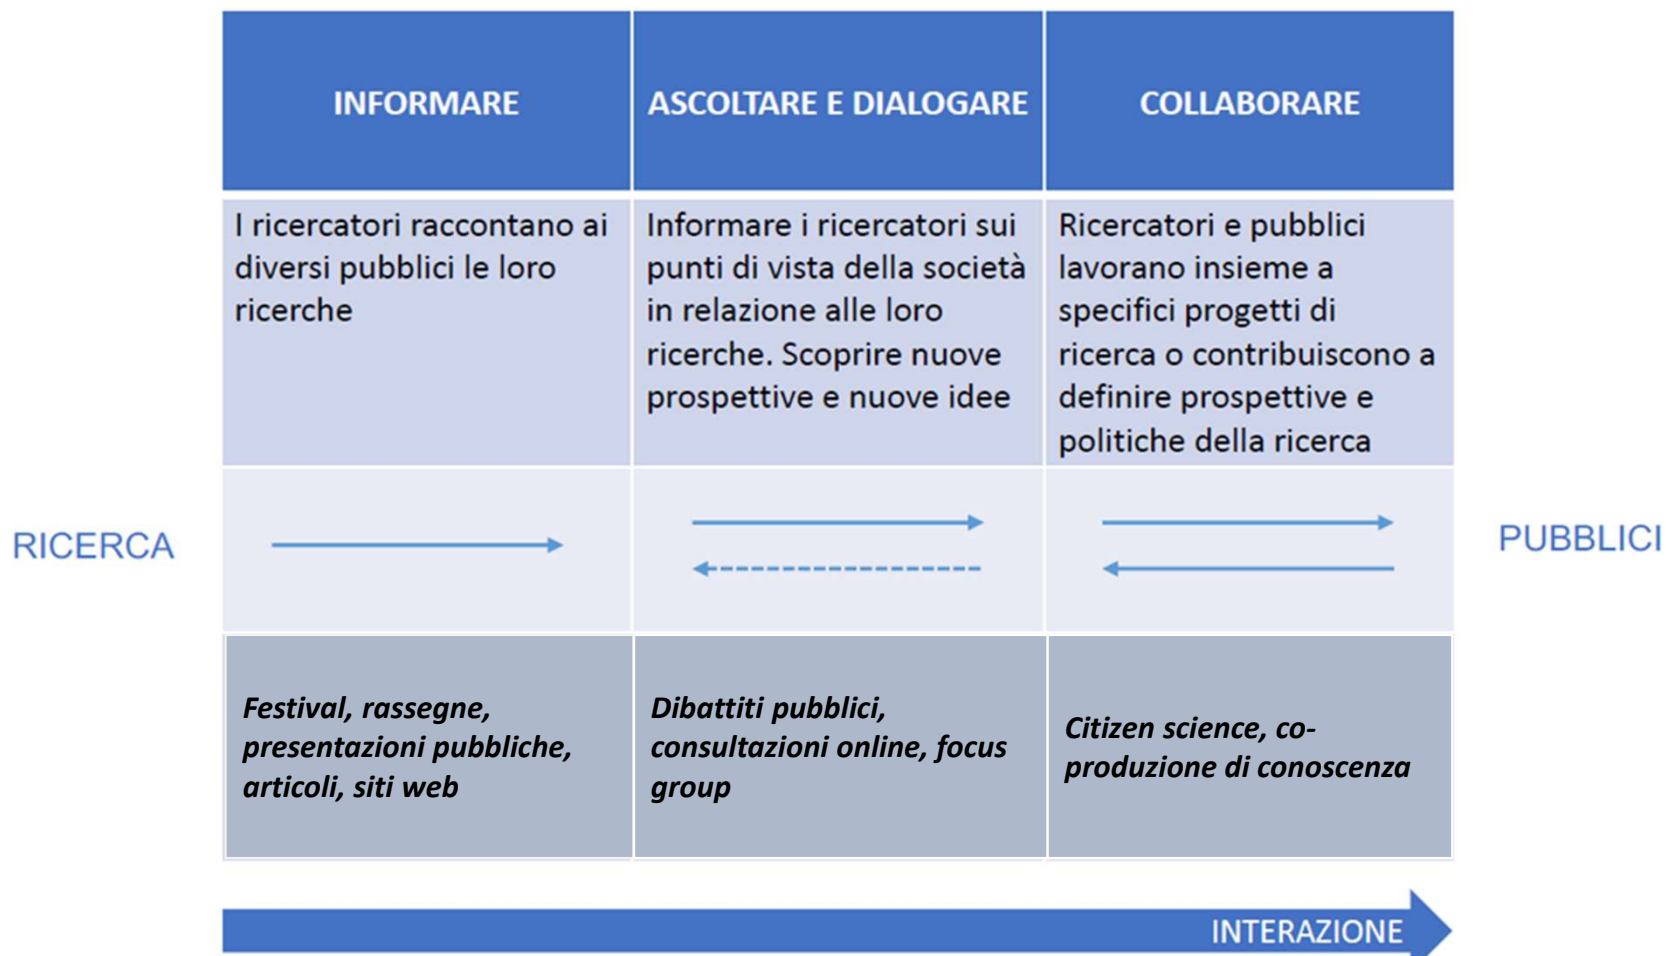 INFORMARE
ASCOLTARE E DIALOGARE
COLLABORARE
I ricercatori raccontano ai
diversi pubblici le loro
ricerche
Informare i ricercatori sui
punti di vista della società
in relazione alle loro
ricerche. Scoprire nuove
prospettive e nuove idee
Ricercatori e pubblici
lavorano insieme a
specifici progetti di
ricerca o contribuiscono a
definire prospettive e
politiche della ricerca
RICERCA
PUBBLICI
Festival, rassegne,
presentazioni pubbliche,
articoli, siti web
Dibattiti pubblici,
consultazioni online, focus
group
Citizen science, co-
produzione di conoscenza
INTERAZIONE